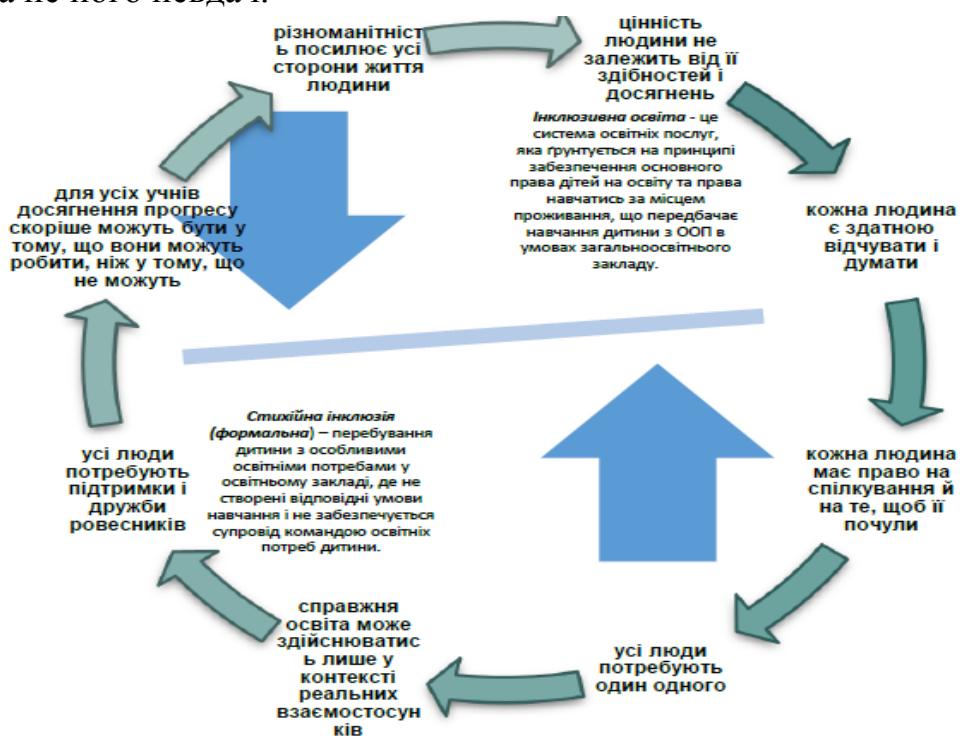 цінність
людини не
залежить від її
здібностей і
досягнень
Інклюзивна освіта - це
система освітніх послуг,
яка ґрунтується на принципі
забезпечення основного
права дітей на освіту та права
навчатись за місцем
проживання, що передбачає
навчання дитини з ООП в
умовах загальноосвітнього
закладу.
кожна людина
є здатною
відчувати і
думати
кожна людина
має право на
спілкування й
на те, щоб її
почули
усі люди
потребують
один одного
справжня
освіта може
здійснюватис
ь лише у
контексті
реальних
взаємостосун
ків
усі люди
потребують
підтримки і
дружби
ровесників
Стихійна інклюзія
(формальна) – перебування
дитини з особливими
освітніми потребами у
освітньому закладі, де не
створені відповідні умови
навчання і не забезпечується
супровід командою освітніх
потреб дитини.
для усіх учнів
досягнення прогресу
скоріше можуть бути у
тому, що вони можуть
робити, ніж у тому, що
не можуть
різноманітніст
ь посилює усі
сторони життя
людини